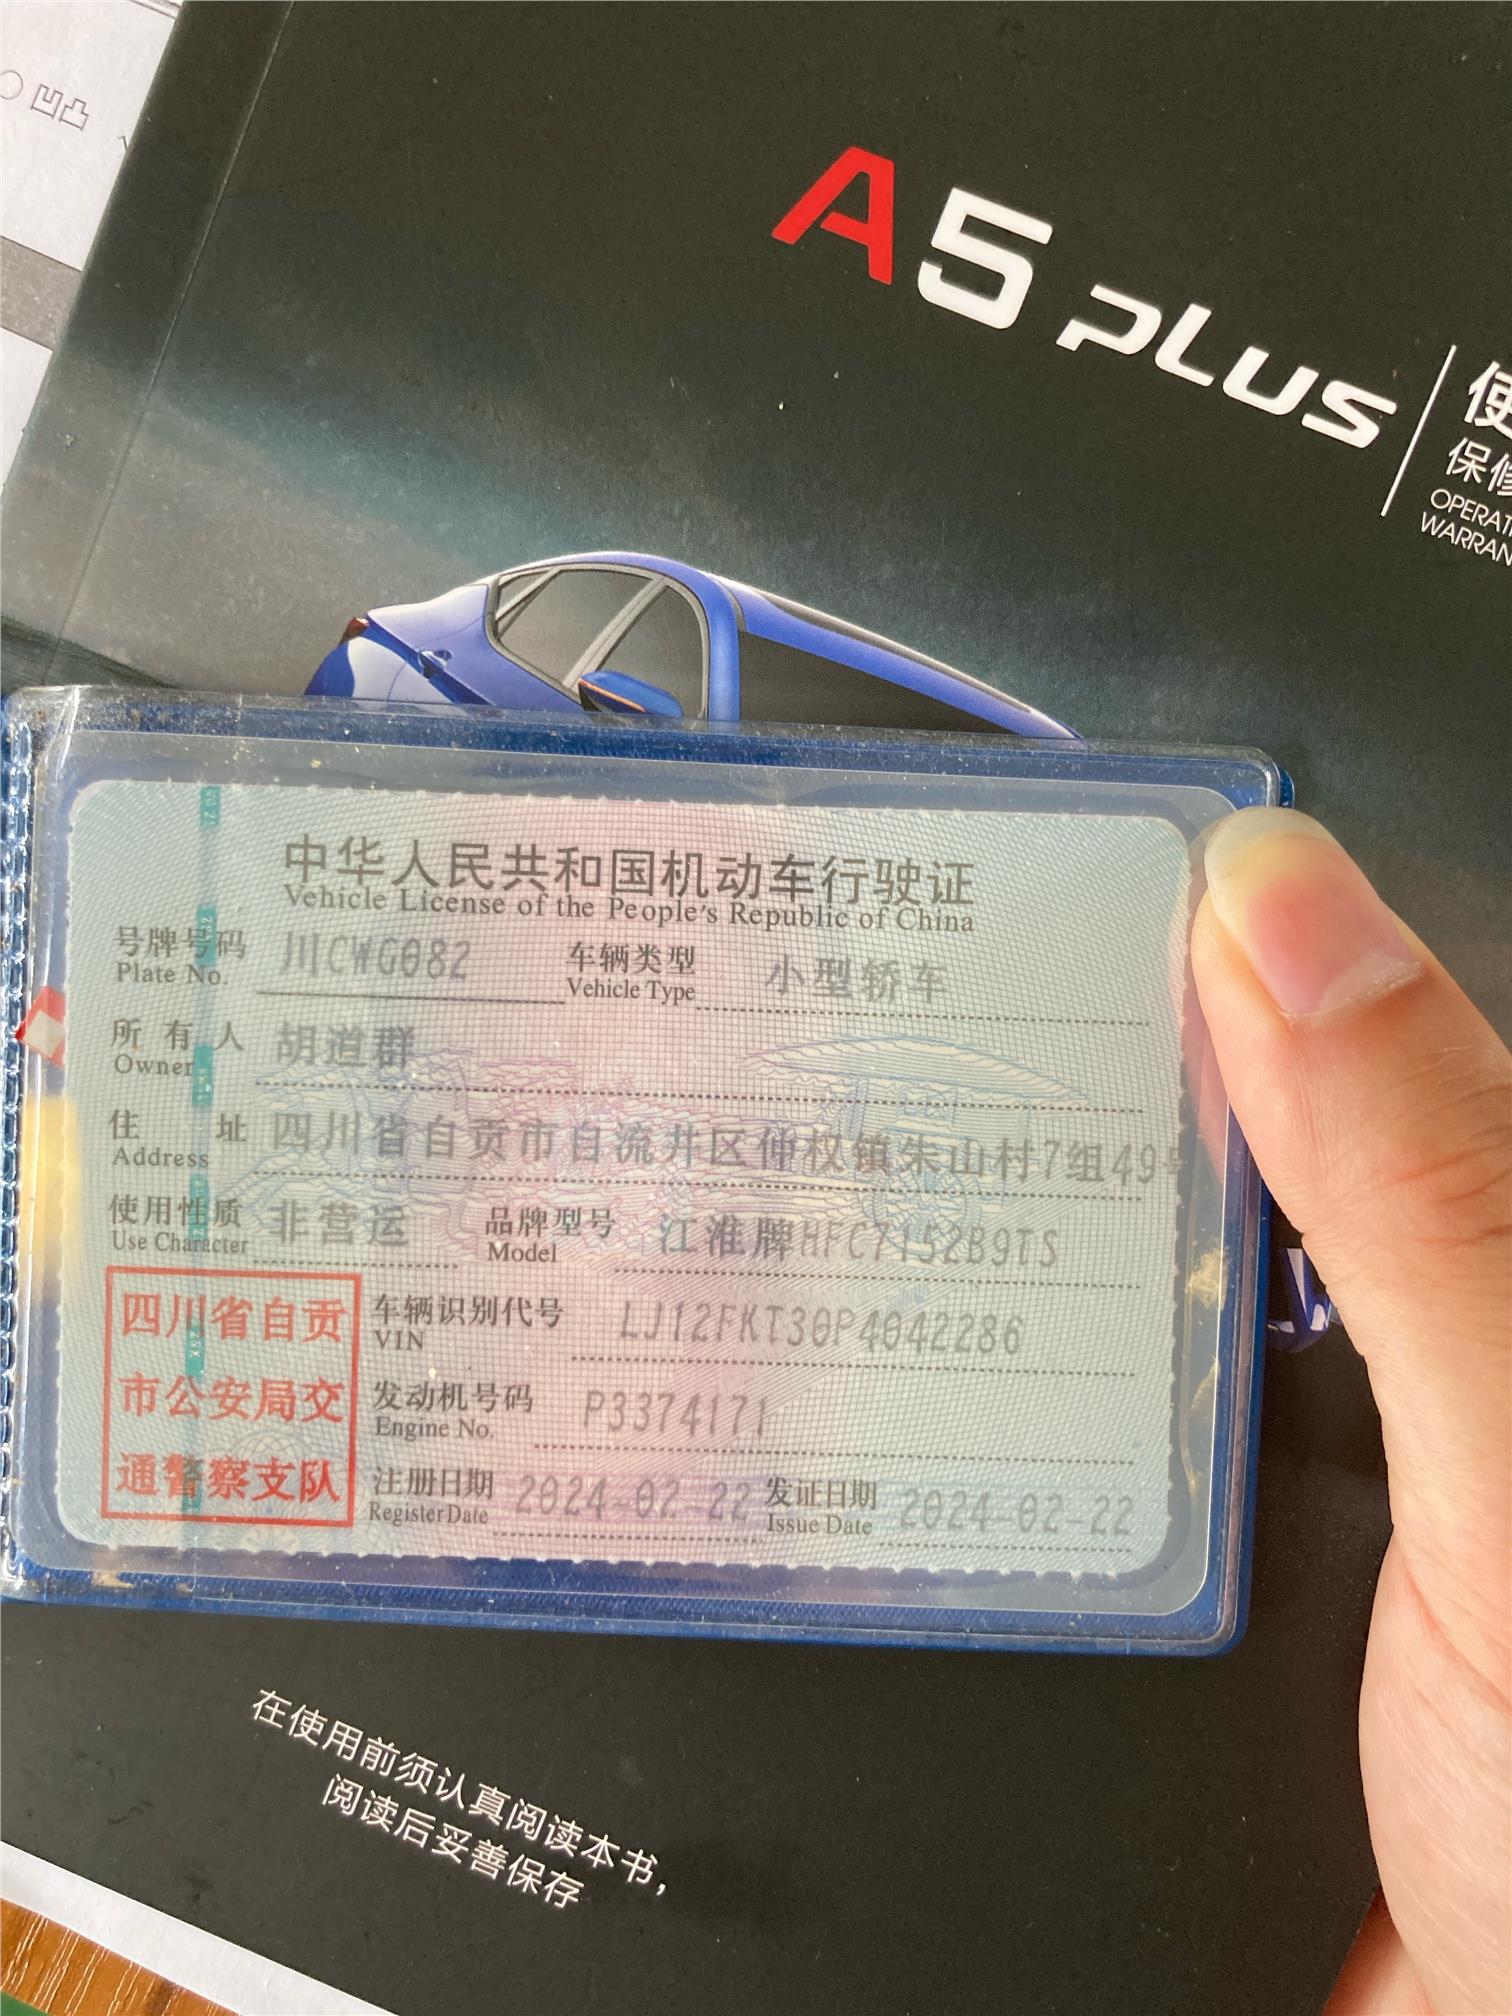 凹凸
A5 PLUS
使
保修
OPERAT
WARRAN
中华人民共和国机动车行驶证
Vehicle License of the People's Republic of China
号牌号码 川CWG082 车辆类型 小型轿车
Plate No. Vehicle Type
所有人 胡道群
Owner
住址 四川省自贡市自流井区仲权镇朱山村7组49号
Address
使用性质 非营运 品牌型号 江淮牌HFC7152B9TS
Use Character Model
四川省自贡
市公安局交
通警察支队
车辆识别代号 LJ12FKT30P4042286
VIN
发动机号码 P3374171
Engine No.
注册日期 2024-02-22 发证日期 2024-02-22
Register Date Issue Date
在使用前须认真阅读本书，
阅读后妥善保存